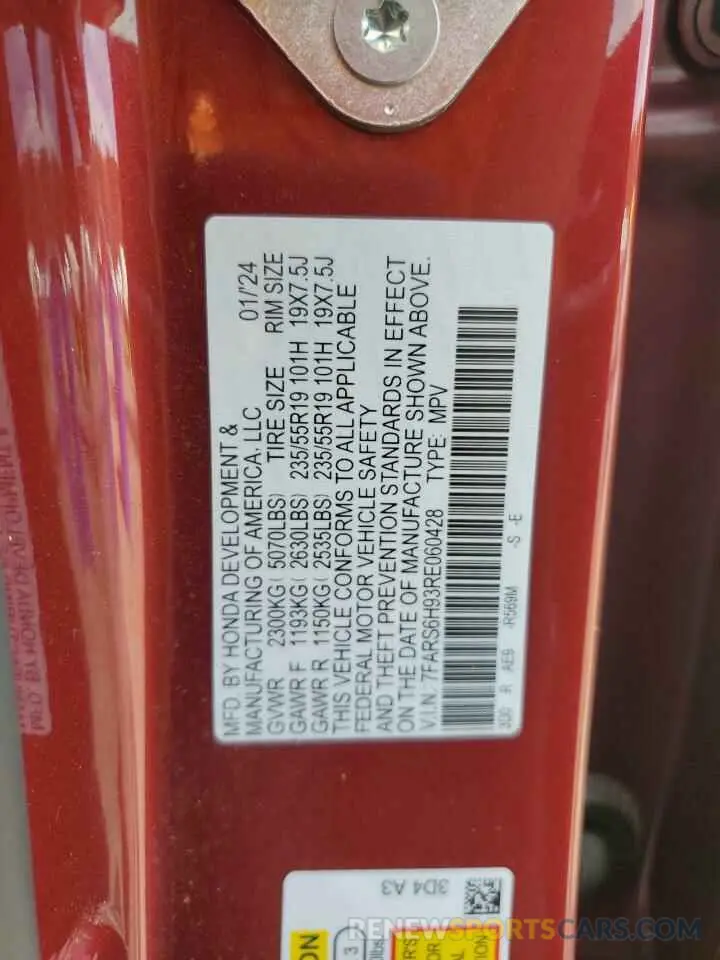 MFD. BY HONDA DEVELOPMENT &
MANUFACTURING OF AMERICA, LLC 01/'24
GVWR 2300KG( 5070LBS) TIRE SIZE RIM SIZE
GAWR F 1193KG( 2630LBS) 235/55R19 101H 19X7.5J
GAWR R 1150KG( 2535LBS) 235/55R19 101H 19X7.5J
THIS VEHICLE CONFORMS TO ALL APPLICABLE
FEDERAL MOTOR VEHICLE SAFETY
AND THEFT PREVENTION STANDARDS IN EFFECT
ON THE DATE OF MANUFACTURE SHOWN ABOVE.
V.I.N.: 7FARS6H93RE060428 TYPE: MPV
3D0 R AE9 -R569M -S -E
3D4 A3
3
RENEWSPORTSCARS.COM